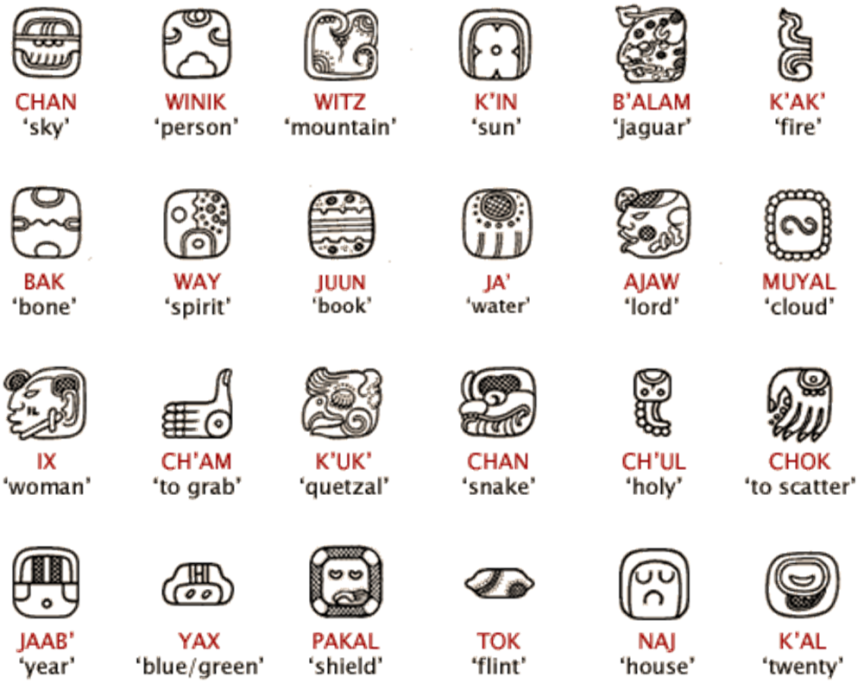 CHAN WINIK WITZ K'IN B'ALAM K'AK'
‘sky’ ‘person’ ‘mountain’ ‘sun’ ‘jaguar’ ‘fire’
BAK WAY JUUN JA' AJAW MUYAL
‘bone’ ‘spirit’ ‘book’ ‘water’ ‘lord’ ‘cloud’
IX CH'AM K'UK' CHAN CH'UL CHOK
‘woman’ ‘to grab’ ‘quetzal’ ‘snake’ ‘holy’ ‘to scatter’
JAAB' YAX PAKAL TOK NAJ K'AL
‘year’ ‘blue/green’ ‘shield’ ‘flint’ ‘house’ ‘twenty’